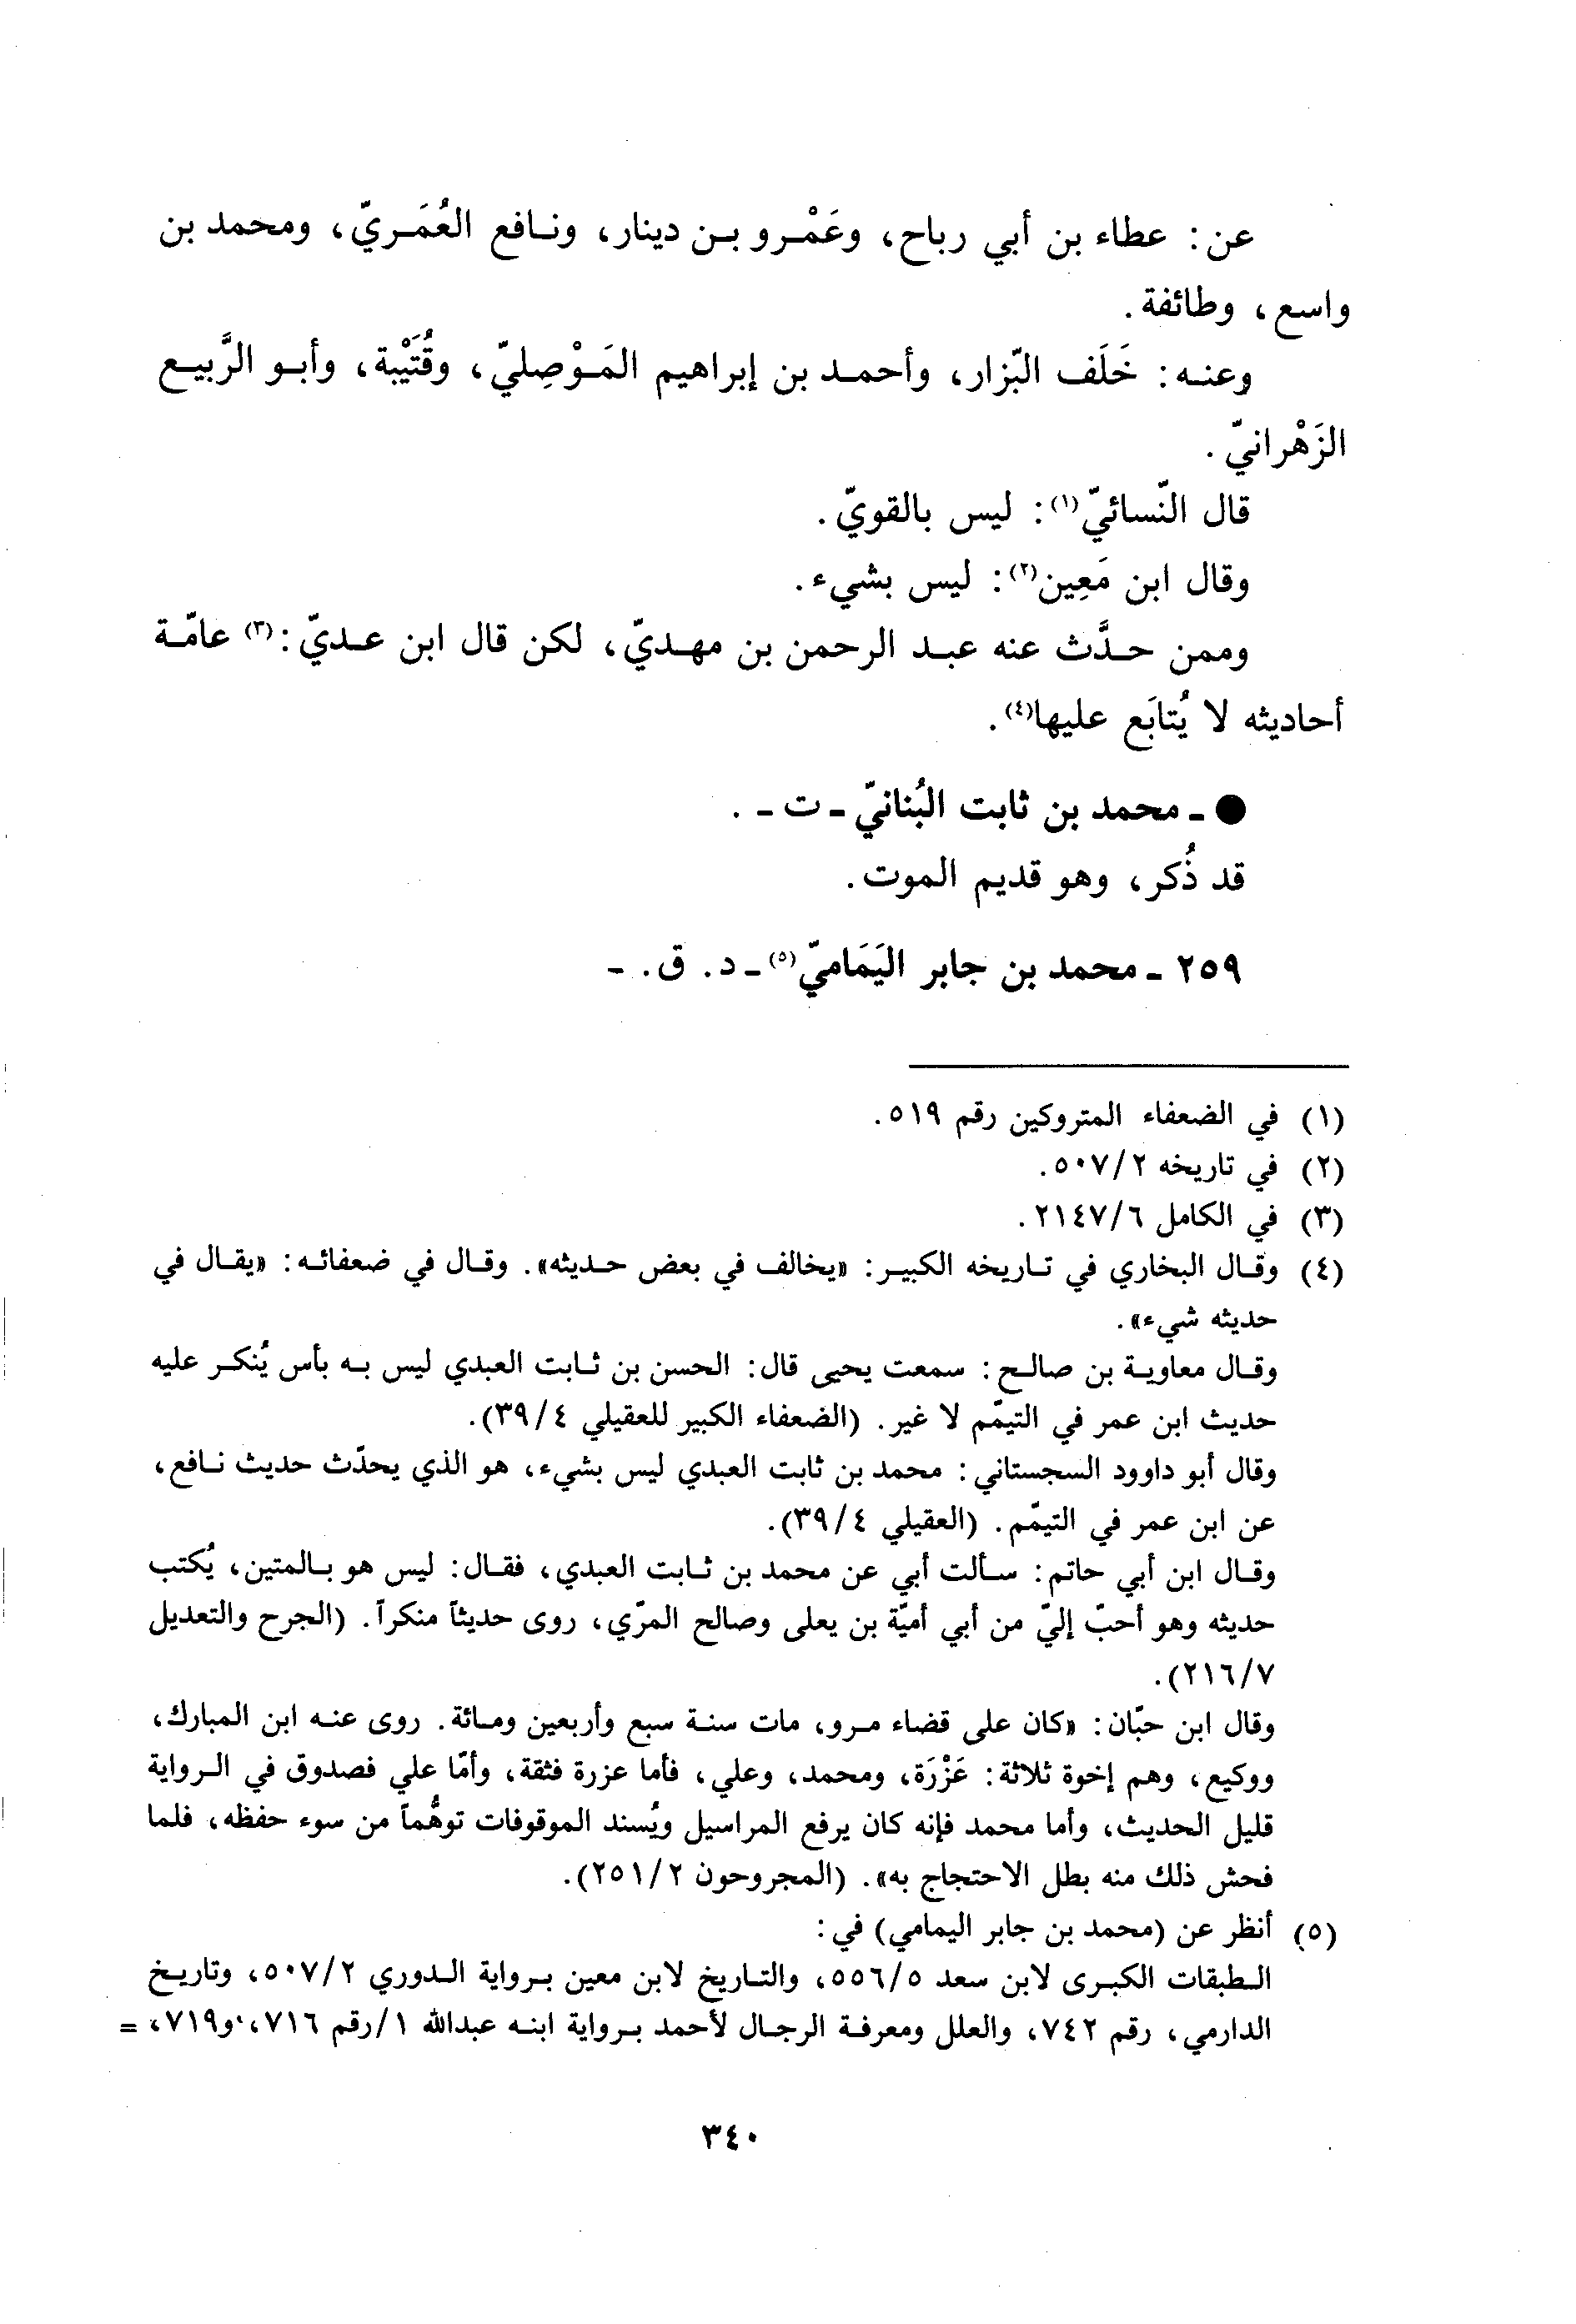 عن: عطاء بن أبي رباح، وعَمْرو بن دينار، ونافع العُمَريّ، ومحمد بن
واسع، وطائفة.
وعنه: خَلَف البّزار، وأحمد بن إبراهيم المَوْصِليّ، وقُتَيْبة، وأبو الرَّبيع
الزَهْرانيّ.
قال النّسائيّ(١): ليس بالقويّ.
وقال ابن مَعِين(٢): ليس بشيء.
وممن حدَّث عنه عبد الرحمن بن مهديّ، لكن قال ابن عديّ:(٣) عامّة
أحاديثه لا يُتابَع عليها(٤).
● ـ محمد بن ثابت البُنانيّ ـ ت ـ .
قد ذُكر، وهو قديم الموت.
٢٥٩ ـ محمد بن جابر اليَمَاميّ(٥) ـ د. ق. ـ
(١) في الضعفاء المتروكين رقم ٥١٩.
(٢) في تاريخه ٥٠٧/٢.
(٣) في الكامل ٢١٤٧/٦.
(٤) وقال البخاري في تاريخه الكبير: «يخالف في بعض حديثه». وقال في ضعفائه: «يقال في
حديثه شيء».
وقال معاوية بن صالح: سمعت يحيى قال: الحسن بن ثابت العبدي ليس به بأس يُنكر عليه
حديث ابن عمر في التيمّم لا غير. (الضعفاء الكبير للعقيلي ٣٩/٤).
وقال أبو داوود السجستاني: محمد بن ثابت العبدي ليس بشيء، هو الذي يحدّث حديث نافع،
عن ابن عمر في التيمّم. (العقيلي ٣٩/٤).
وقال ابن أبي حاتم: سألت أبي عن محمد بن ثابت العبدي، فقال: ليس هو بالمتين، يُكتب
حديثه وهو أحبّ إليّ من أبي أميّة بن يعلى وصالح المرّي، روى حديثاً منكراً. (الجرح والتعديل
٢١٦/٧).
وقال ابن حبّان: «كان على قضاء مرو، مات سنة سبع وأربعين ومائة. روى عنه ابن المبارك،
ووكيع، وهم إخوة ثلاثة: عَزْرَة، ومحمد، وعلي، فأما عزرة فثقة، وأمّا علي فصدوق في الرواية
قليل الحديث، وأما محمد فإنه كان يرفع المراسيل ويُسند الموقوفات توهُّماً من سوء حفظه، فلما
فحش ذلك منه بطل الاحتجاج به». (المجروحون ٢٥١/٢).
(٥) أنظر عن (محمد بن جابر اليمامي) في:
الطبقات الكبرى لابن سعد ٥٥٦/٥، والتاريخ لابن معين برواية الدوري ٥٠٧/٢، وتاريخ
الدارمي، رقم ٧٤٢، والعلل ومعرفة الرجال لأحمد برواية ابنه عبدالله ١/رقم ٧١٦، و٧١٩، =
٣٤٠